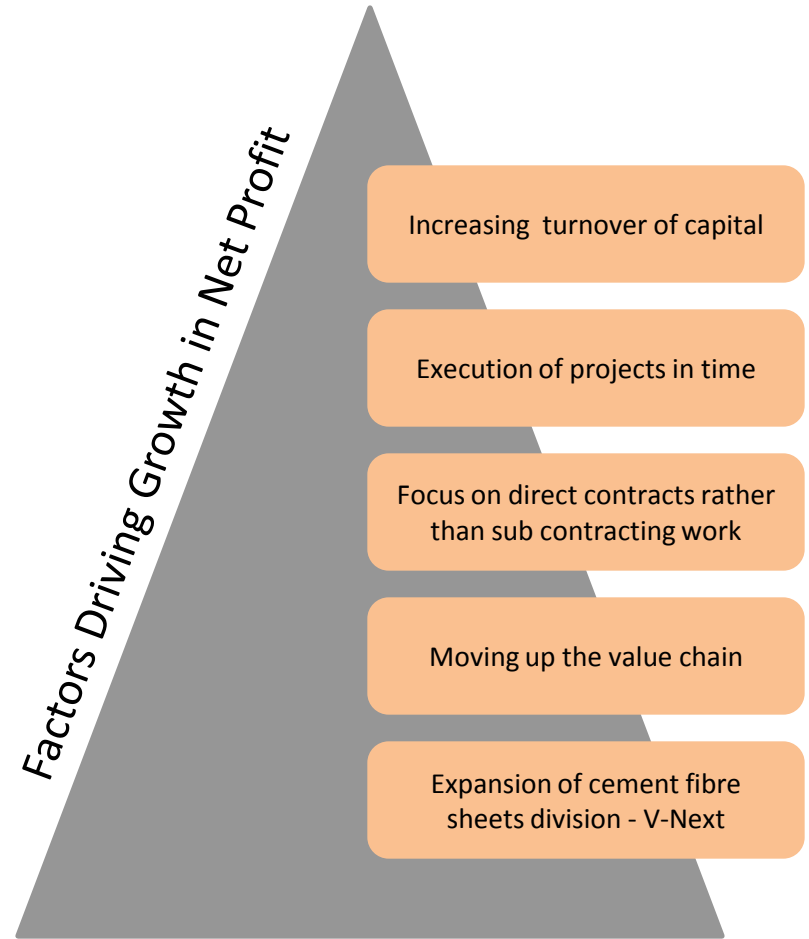 Factors Driving Growth in Net Profit
Increasing turnover of capital
Execution of projects in time
Focus on direct contracts rather
than sub contracting work
Moving up the value chain
Expansion of cement fibre
sheets division - V-Next